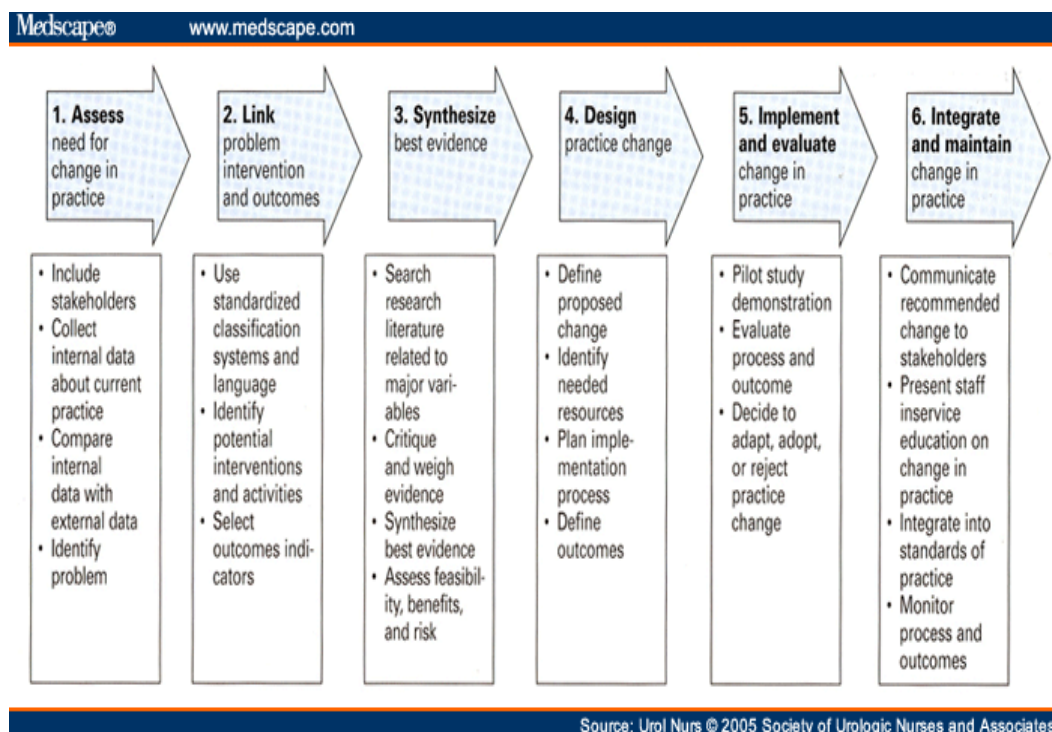 Medscape® www.medscape.com
1. Assess
need for
change in
practice
2. Link
problem
intervention
and outcomes
3. Synthesize
best evidence
4. Design
practice change
5. Implement
and evaluate
change in
practice
6. Integrate
and maintain
change in
practice
• Include
stakeholders
• Collect
internal data
about current
practice
• Compare
internal
data with
external data
• Identify
problem
• Use
standardized
classification
systems and
language
• Identify
potential
interventions
and activities
• Select
outcomes indi-
cators
• Search
research
literature
related to
major vari-
ables
• Critique
and weigh
evidence
• Synthesize
best evidence
• Assess feasibil-
ity, benefits,
and risk
• Define
proposed
change
• Identify
needed
resources
• Plan imple-
mentation
process
• Define
outcomes
• Pilot study
demonstration
• Evaluate
process and
outcome
• Decide to
adapt, adopt,
or reject
practice
change
• Communicate
recommended
change to
stakeholders
• Present staff
inservice
education on
change in
practice
• Integrate into
standards of
practice
• Monitor
process and
outcomes
Source: Urol Nurs © 2005 Society of Urologic Nurses and Associates